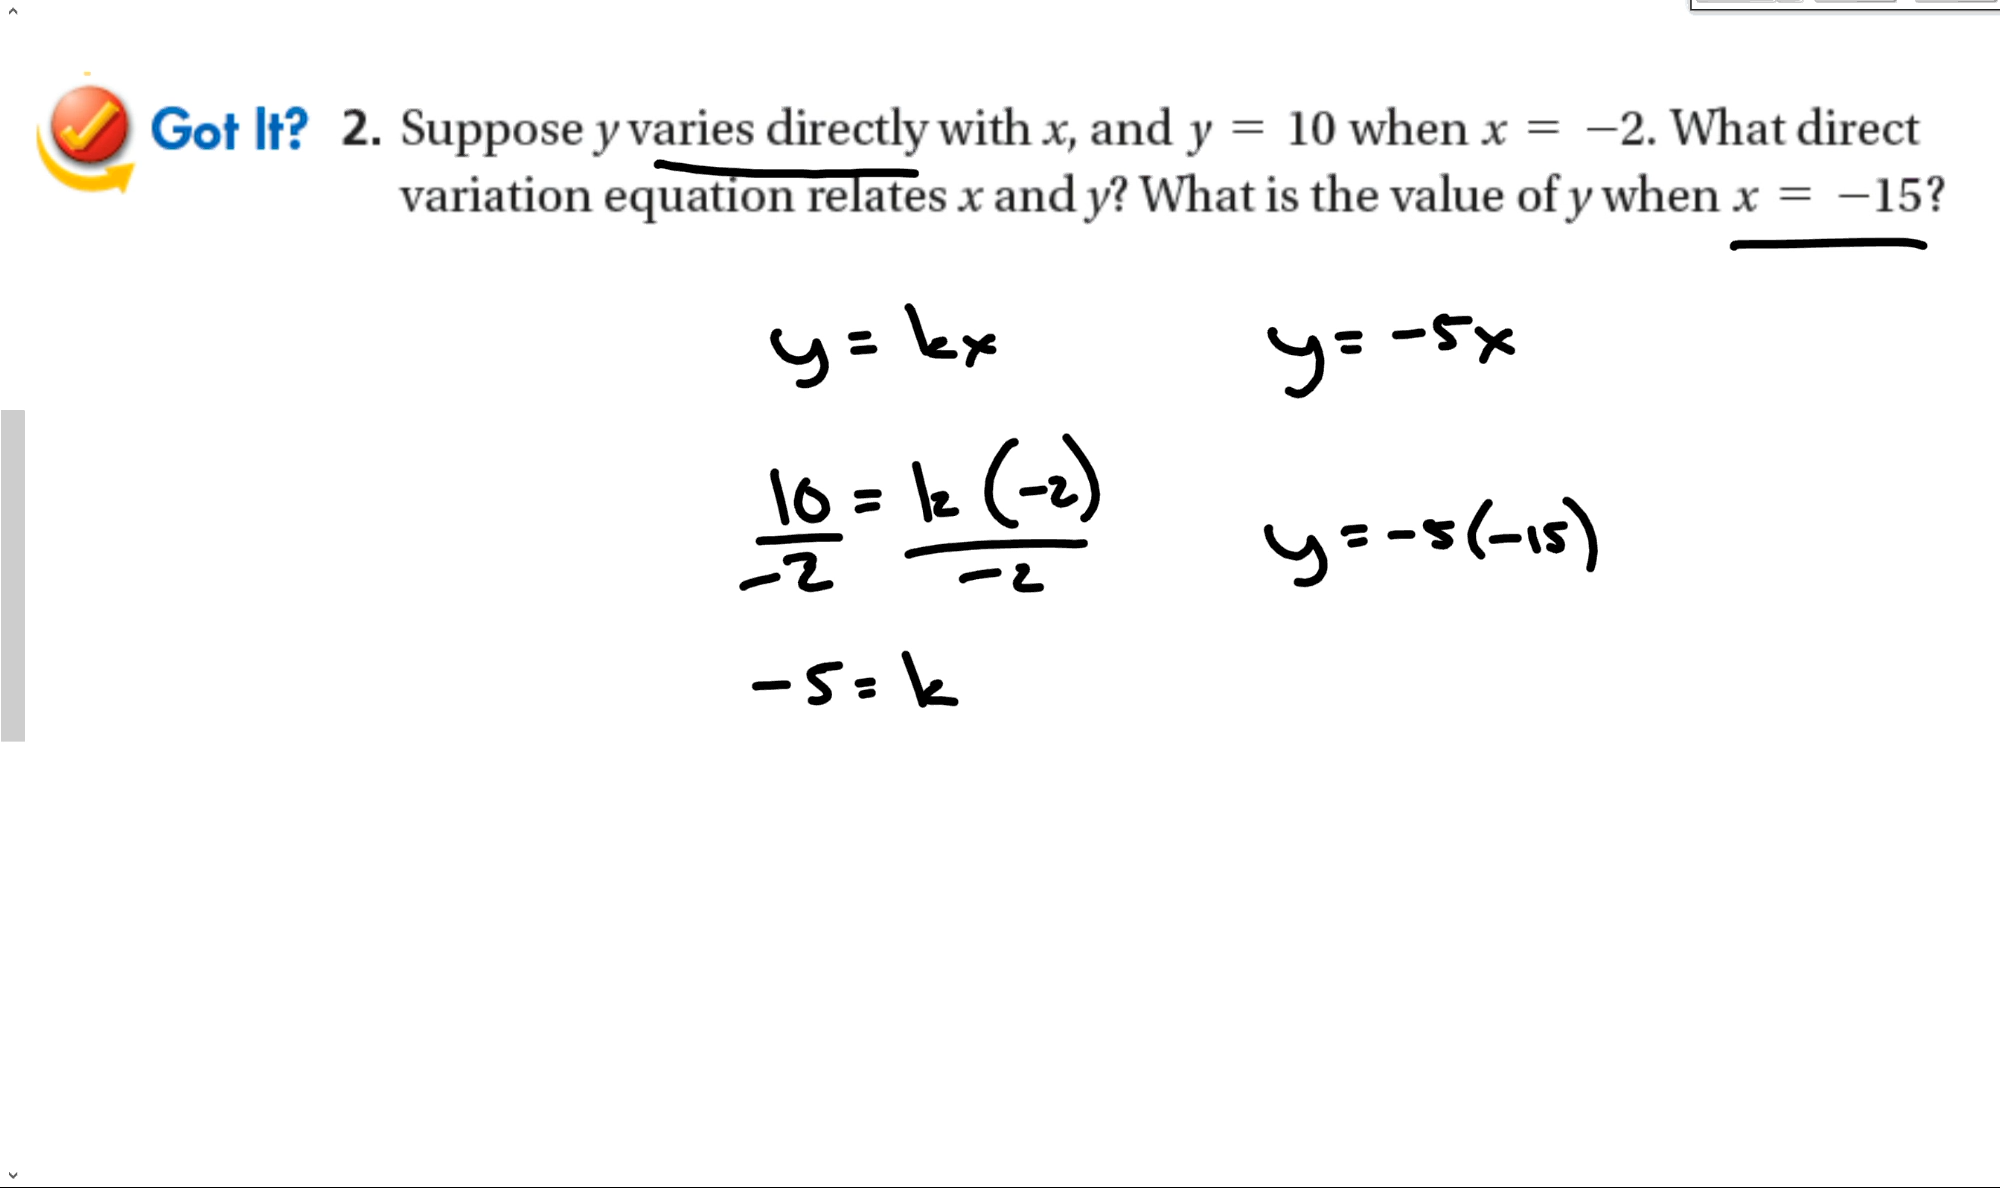 Got It? 2. Suppose y varies directly with x, and y = 10 when x = −2. What direct
variation equation relates x and y? What is the value of y when x = −15?
y = kx
10 = k (-2)
-2 -2
-5 = k
y = -5x
y = -5(-15)